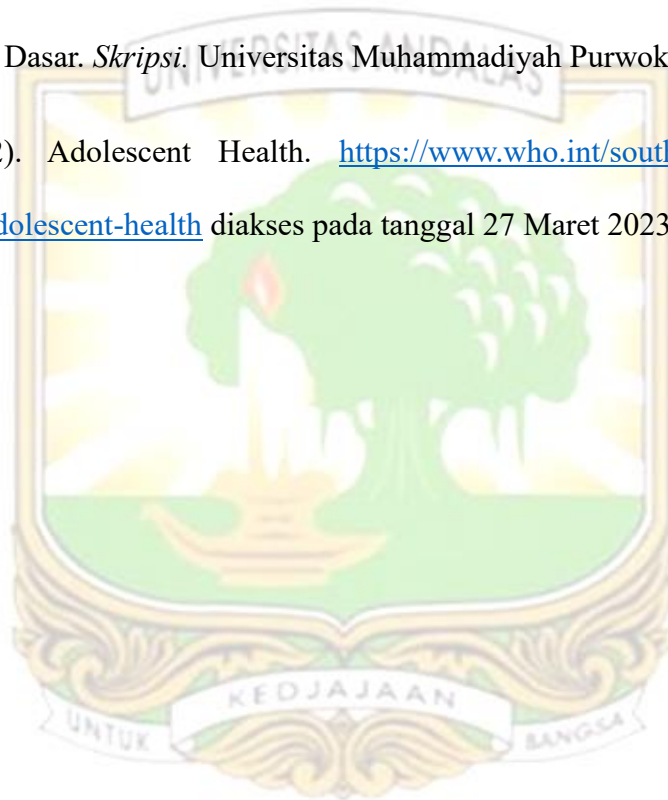 Dasar. Skripsi. Universitas Muhammadiyah Purwok
UNIVERSITAS ANDALAS
2). Adolescent Health. https://www.who.int/sout
dolescent-health diakses pada tanggal 27 Maret 2023
KEDJAJAAN
UNTUK BANGSA